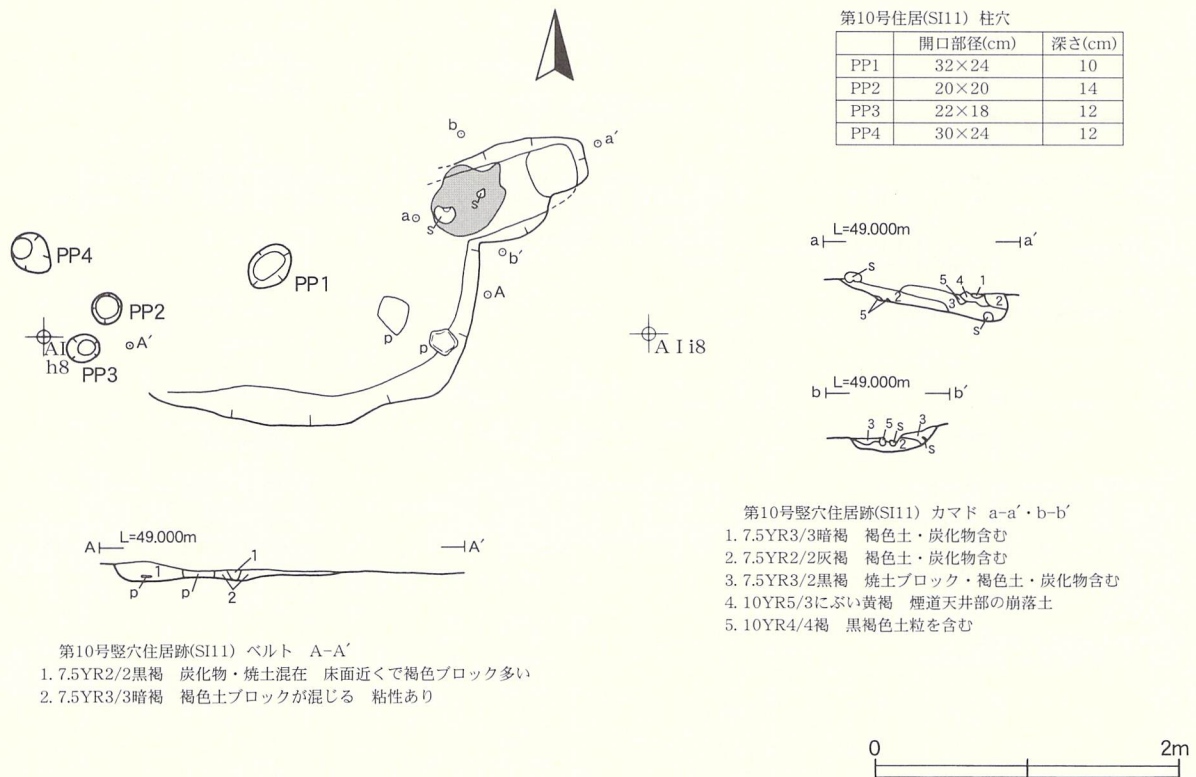 第10号住居(SI11) 柱穴
開口部径(cm) 深さ(cm)
PP1 32×24 10
PP2 20×20 14
PP3 22×18 12
PP4 30×24 12
b
a′
s
a
s
b′
PP4
PP1
A
PP2
p
p
A′
A I
h8
PP3
A I i8
L=49.000m
a a′
s
5 4 1
2 3 2
5
s
L=49.000m
b b′
3 5 s 3
2
s
L=49.000m
A A′
1 1
p p
2
第10号竪穴住居跡(SI11) ベルト A-A′
1. 7.5YR2/2黒褐 炭化物・焼土混在 床面近くで褐色ブロック多い
2. 7.5YR3/3暗褐 褐色土ブロックが混じる 粘性あり
第10号竪穴住居跡(SI11) カマド a-a′・b-b′
1. 7.5YR3/3暗褐 褐色土・炭化物含む
2. 7.5YR2/2灰褐 褐色土・炭化物含む
3. 7.5YR3/2黒褐 焼土ブロック・褐色土・炭化物含む
4. 10YR5/3にぶい黄褐 煙道天井部の崩落土
5. 10YR4/4褐 黒褐色土粒を含む
0 2m